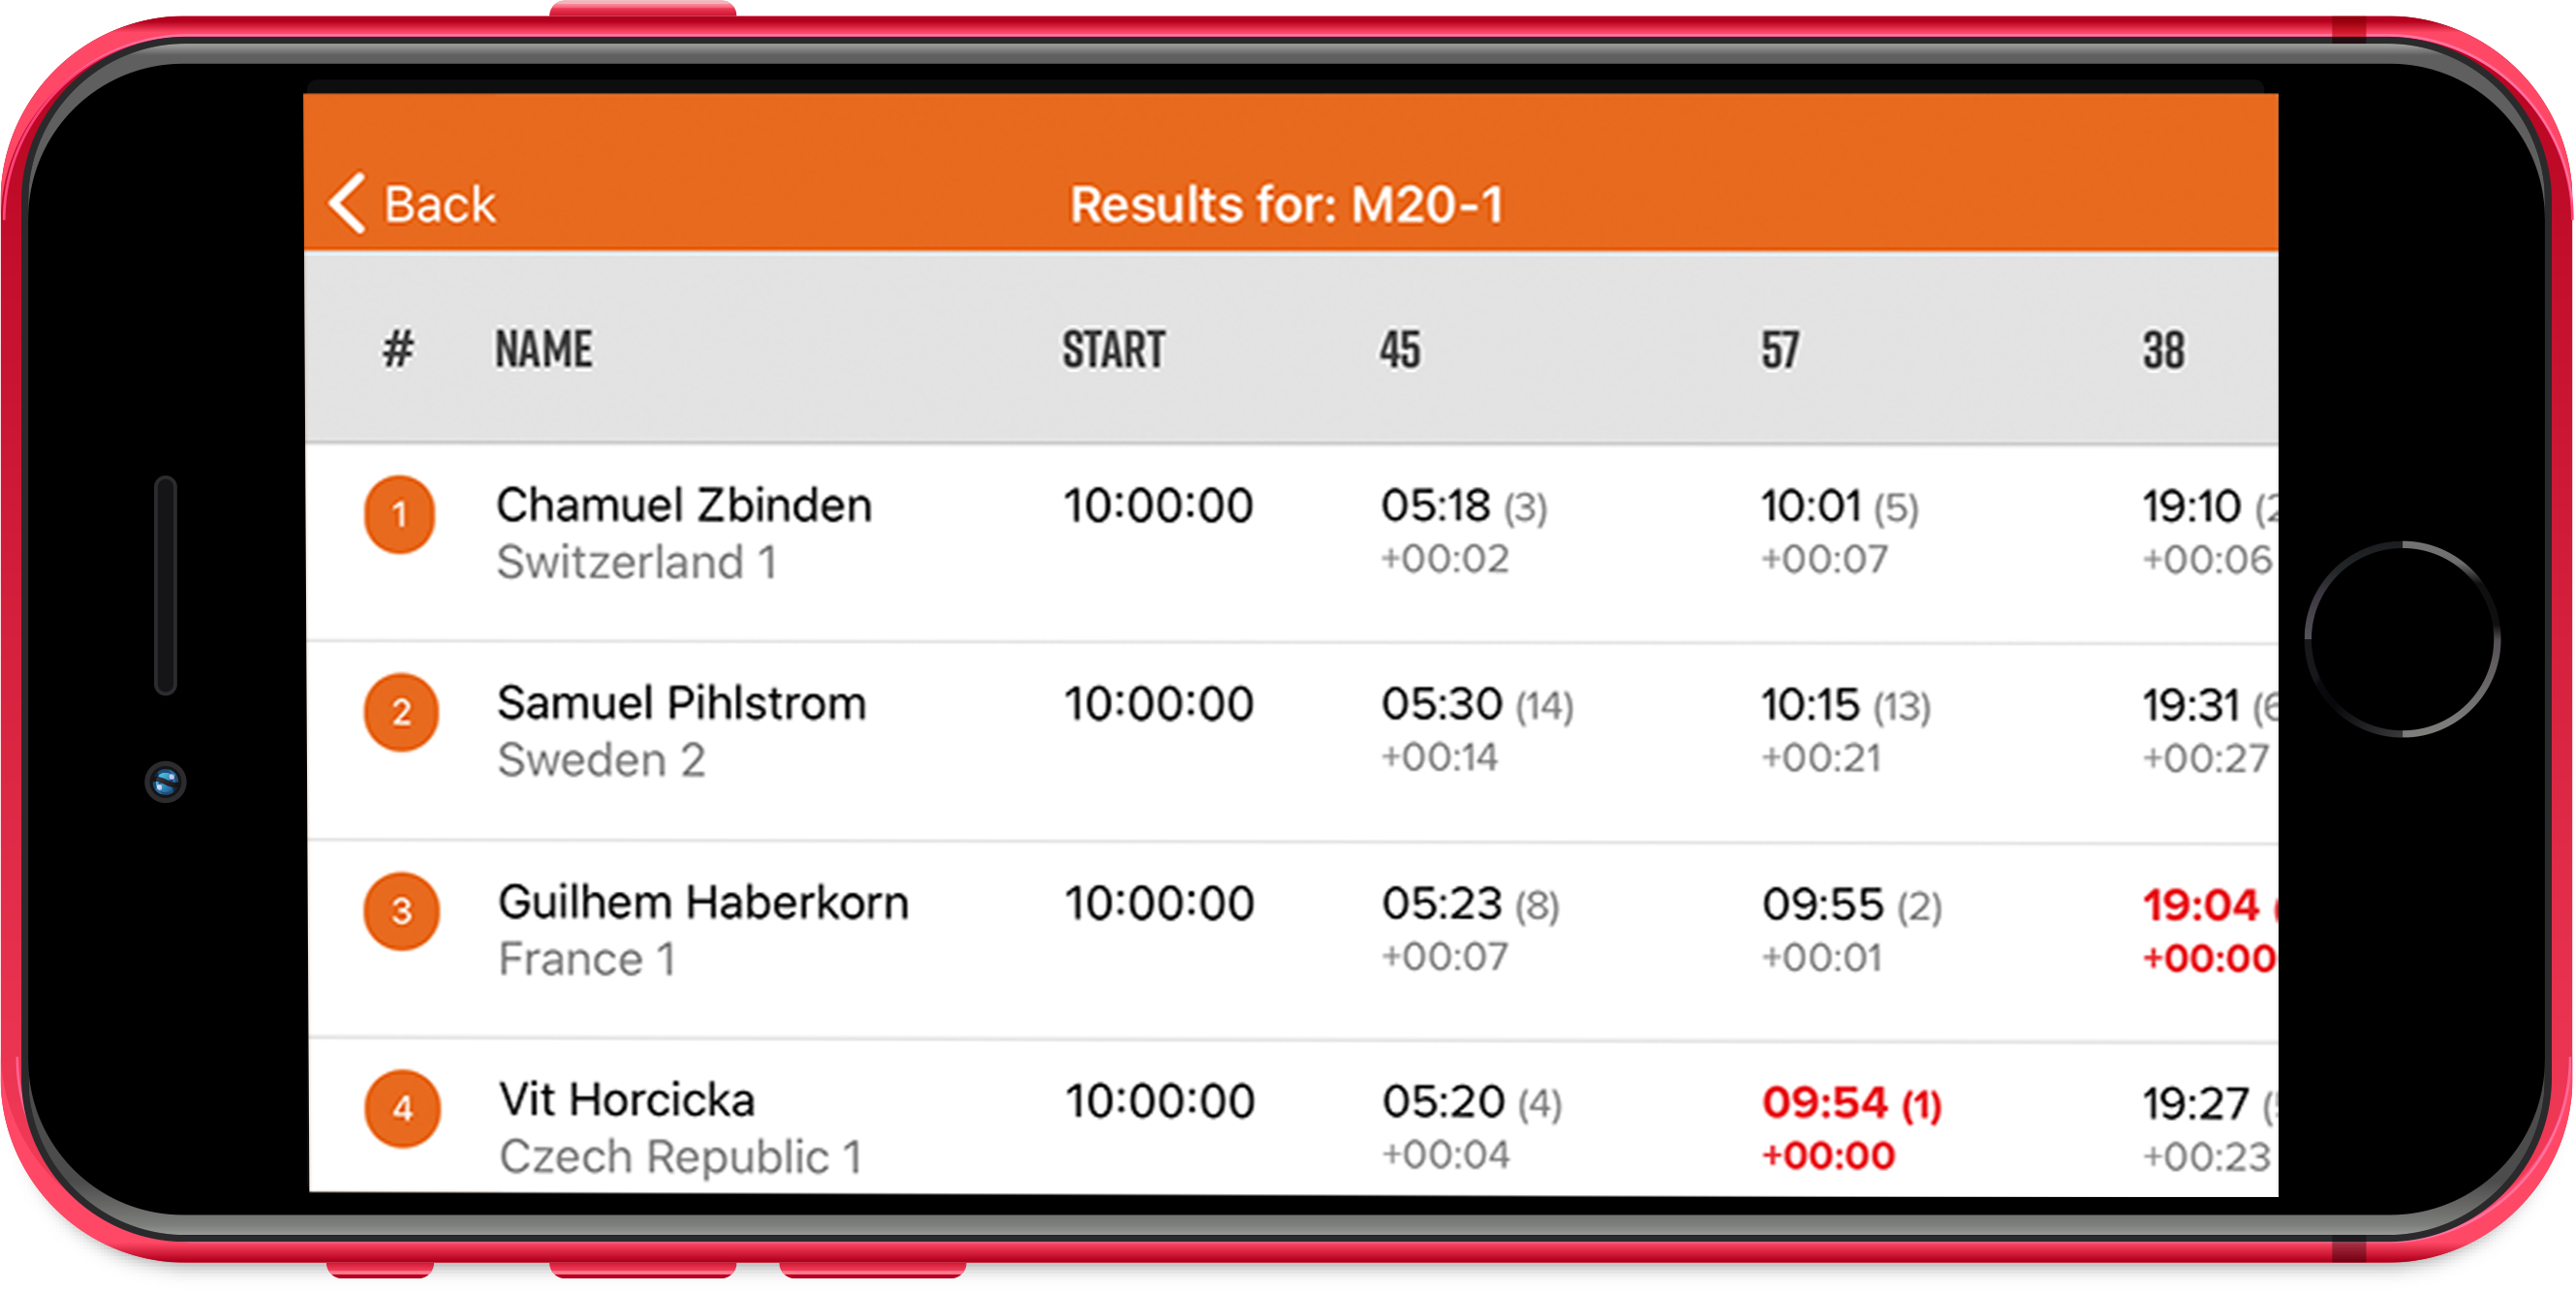 Back
Results for: M20-1
# NAME START 45 57 38
1 Chamuel Zbinden 10:00:00 05:18 (3) 10:01 (5) 19:10
Switzerland 1 +00:02 +00:07 +00:06
2 Samuel Pihlstrom 10:00:00 05:30 (14) 10:15 (13) 19:31
Sweden 2 +00:14 +00:21 +00:27
3 Guilhem Haberkorn 10:00:00 05:23 (8) 09:55 (2) 19:04
France 1 +00:07 +00:01 +00:00
4 Vit Horcicka 10:00:00 05:20 (4) 09:54 (1) 19:27
Czech Republic 1 +00:04 +00:00 +00:23